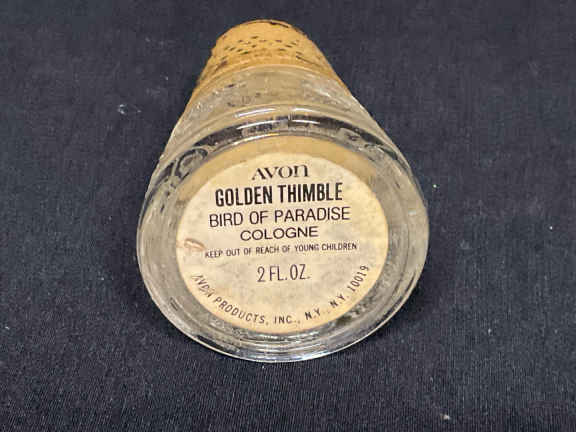 AVON
GOLDEN THIMBLE
BIRD OF PARADISE
COLOGNE
KEEP OUT OF REACH OF YOUNG CHILDREN
2 FL. OZ.
AVON PRODUCTS, INC., N.Y., N.Y. 10019